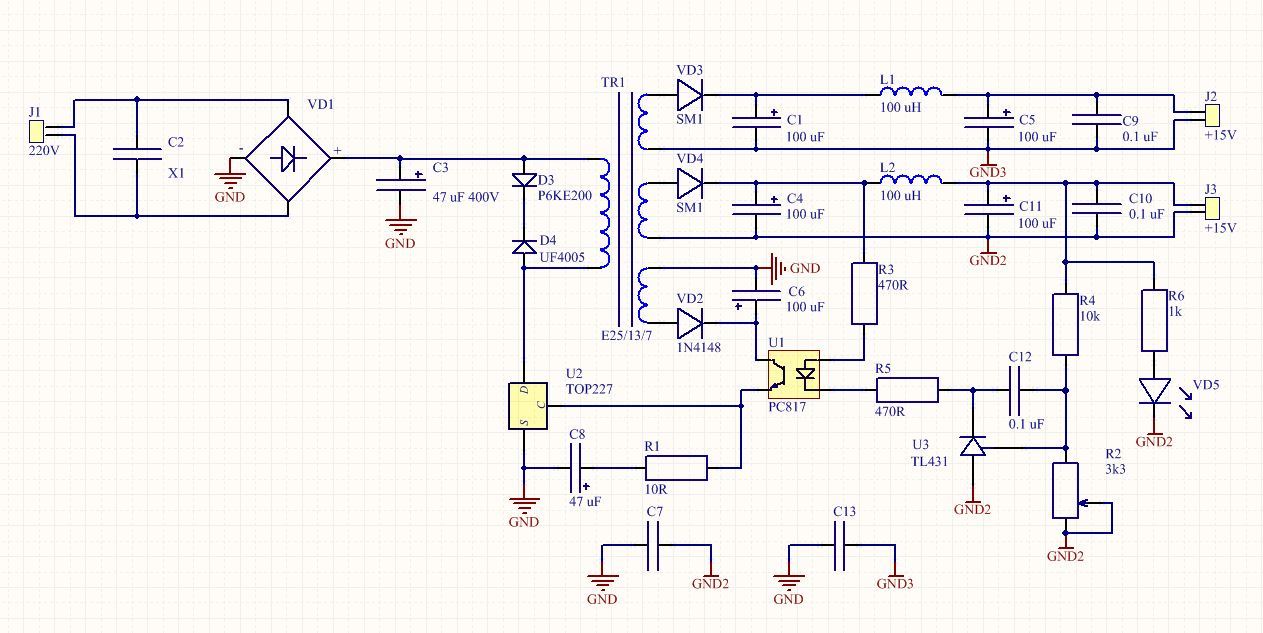 J1
220V
C2
X1
VD1
-
+
GND
C3
47 uF 400V
GND
D3
P6KE200
D4
UF4005
TR1
E25/13/7
VD3
SM1
C1
100 uF
L1
100 uH
C5
100 uF
C9
0.1 uF
J2
+15V
GND3
VD4
SM1
C4
100 uF
L2
100 uH
C11
100 uF
C10
0.1 uF
J3
+15V
GND2
GND
C6
100 uF
VD2
1N4148
R3
470R
R4
10k
R6
1k
U1
PC817
R5
470R
C12
0.1 uF
VD5
GND2
U2
TOP227
D
C
S
U3
TL431
GND2
R2
3k3
GND2
C8
47 uF
R1
10R
GND
C7
GND
GND2
C13
GND
GND3